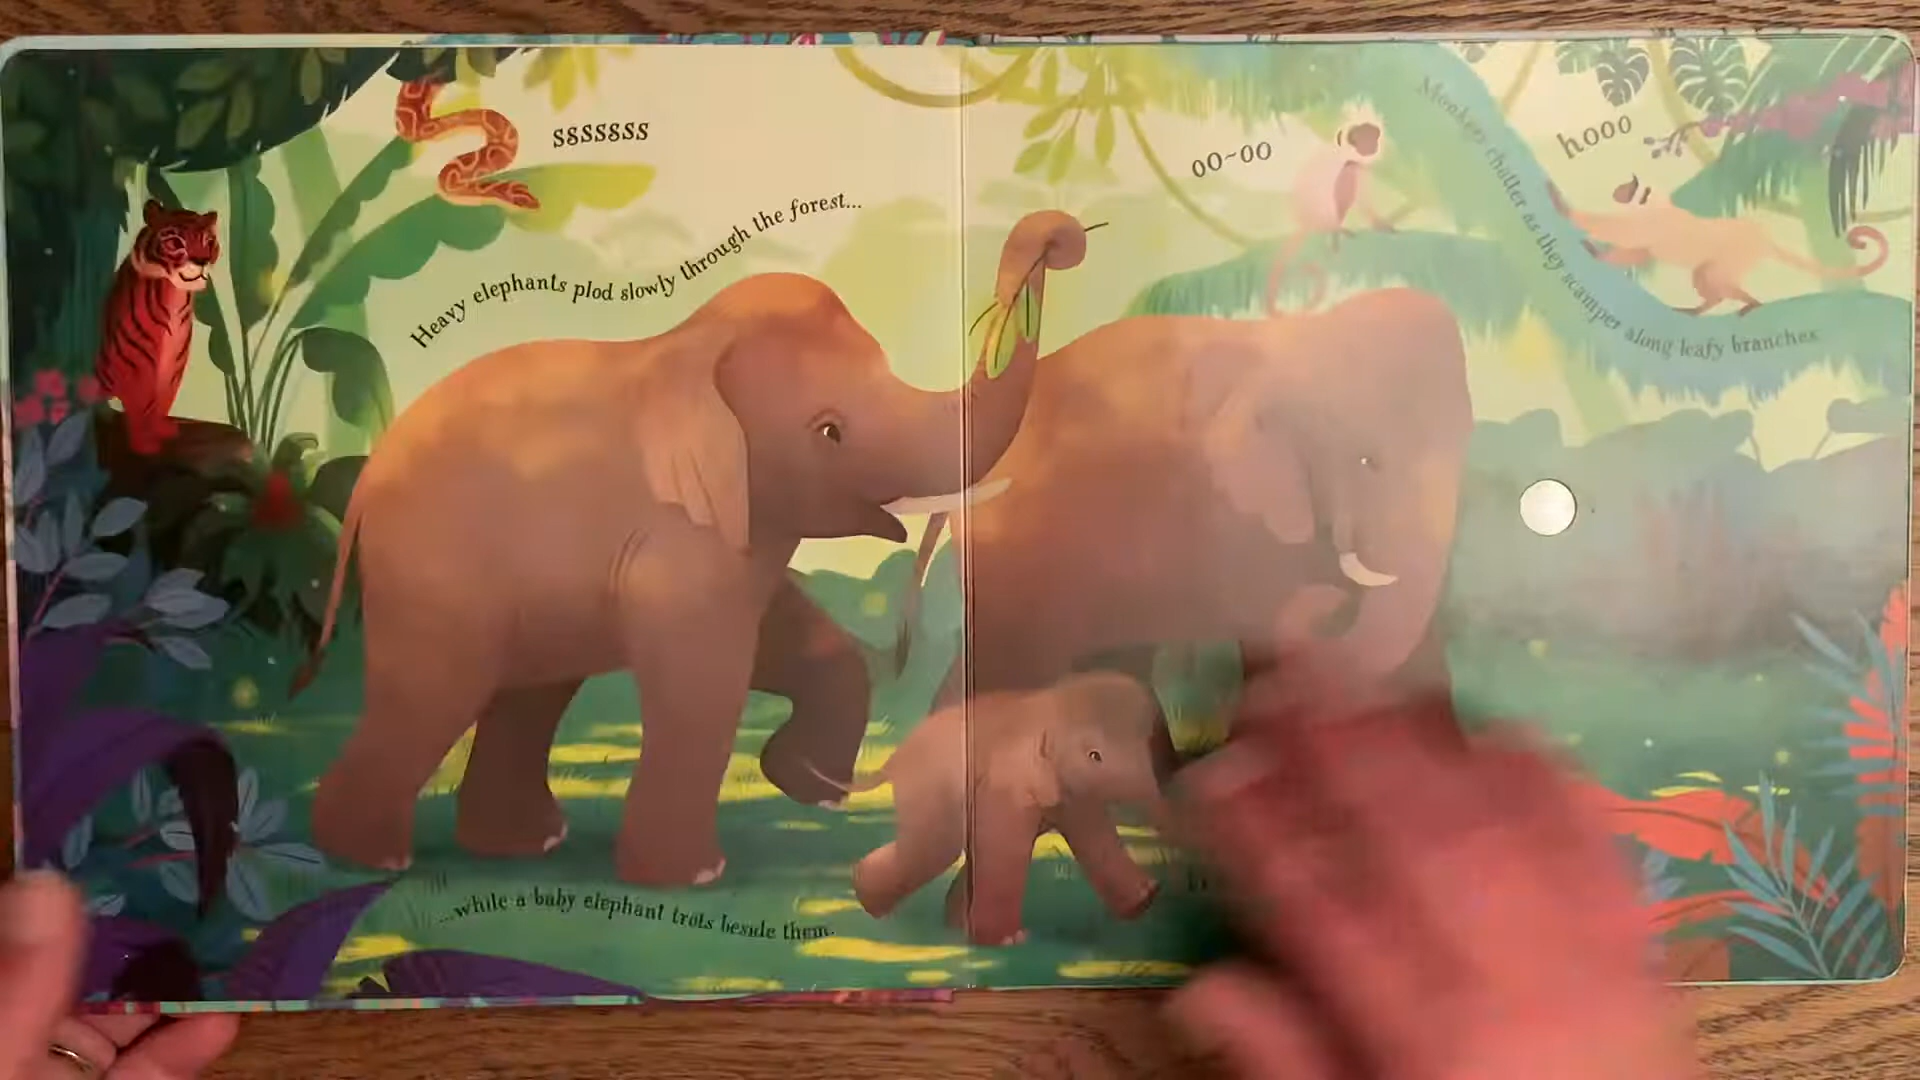 ssssssss
Heavy elephants plod slowly through the forest...
...while a baby elephant trots beside them.
oo~oo
hooo
Monkeys chatter as they scamper along leafy branches.